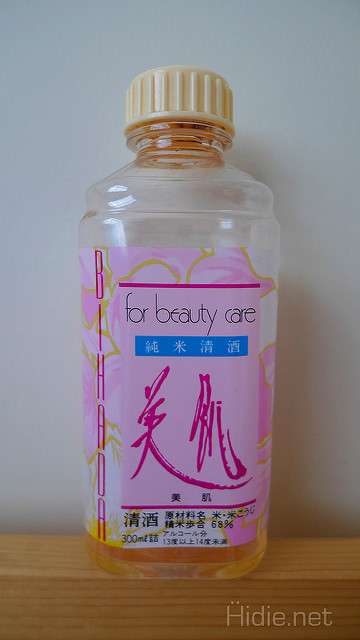 BIHADA
for beauty care
純米清酒
美肌
美肌
清酒
300ml詰
原材料名 米・米こうじ
精米歩合 68%
アルコール分
13度以上14度未満
Hidie.net